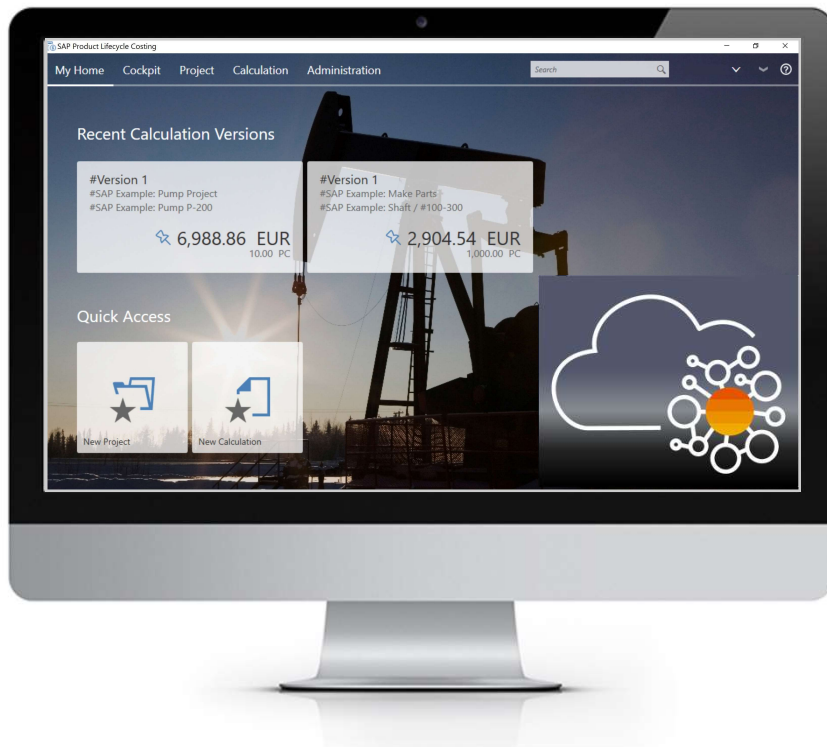 SAP Product Lifecycle Costing
My Home Cockpit Project Calculation Administration Search
Recent Calculation Versions
#Version 1
#SAP Example: Pump Project
#SAP Example: Pump P-200
6,988.86 EUR
10.00 PC
#Version 1
#SAP Example: Make Parts
#SAP Example: Shaft / #100-300
2,904.54 EUR
1,000.00 PC
Quick Access
New Project
New Calculation